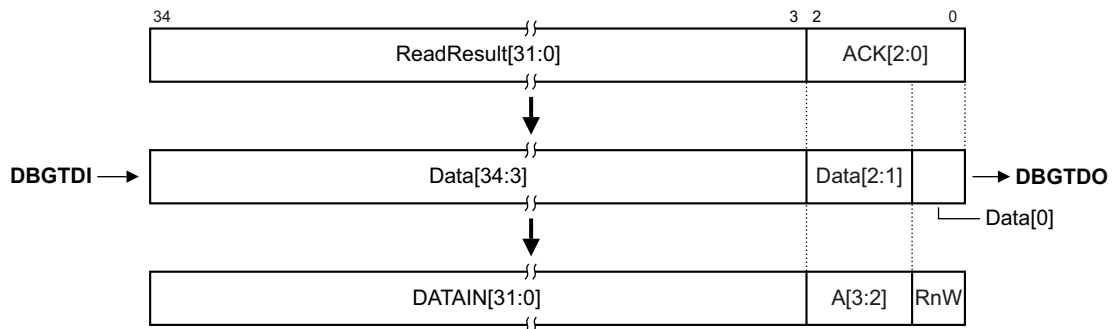 34 3 2 0
ReadResult[31:0] ACK[2:0]
DBGTDI Data[34:3] Data[2:1] DBGTDO
Data[0]
DATAIN[31:0] A[3:2] RnW